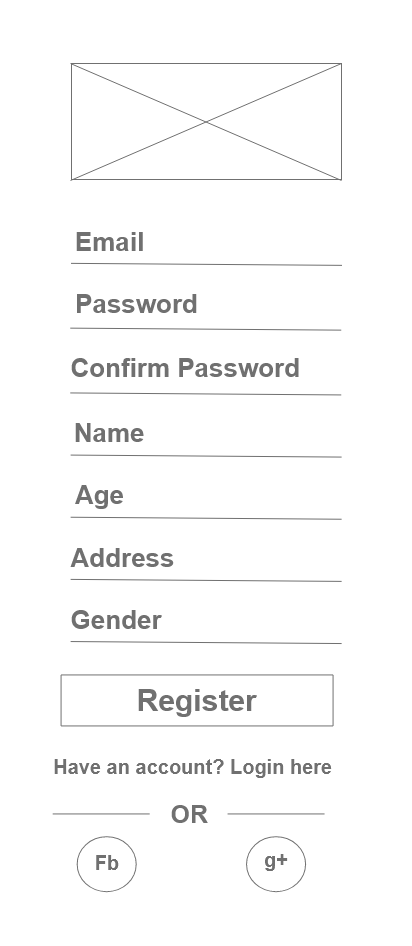 Email
Password
Confirm Password
Name
Age
Address
Gender
Register
Have an account? Login here
OR
Fb
g+